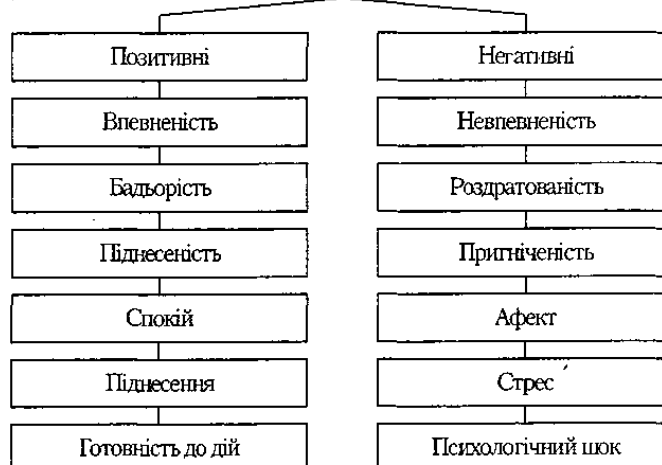 Позитивні
Негативні
Впевненість
Невпевненість
Бадьорість
Роздратованість
Піднесеність
Пригніченість
Спокій
Афект
Піднесення
Стрес
Готовність до дій
Психологічний шок